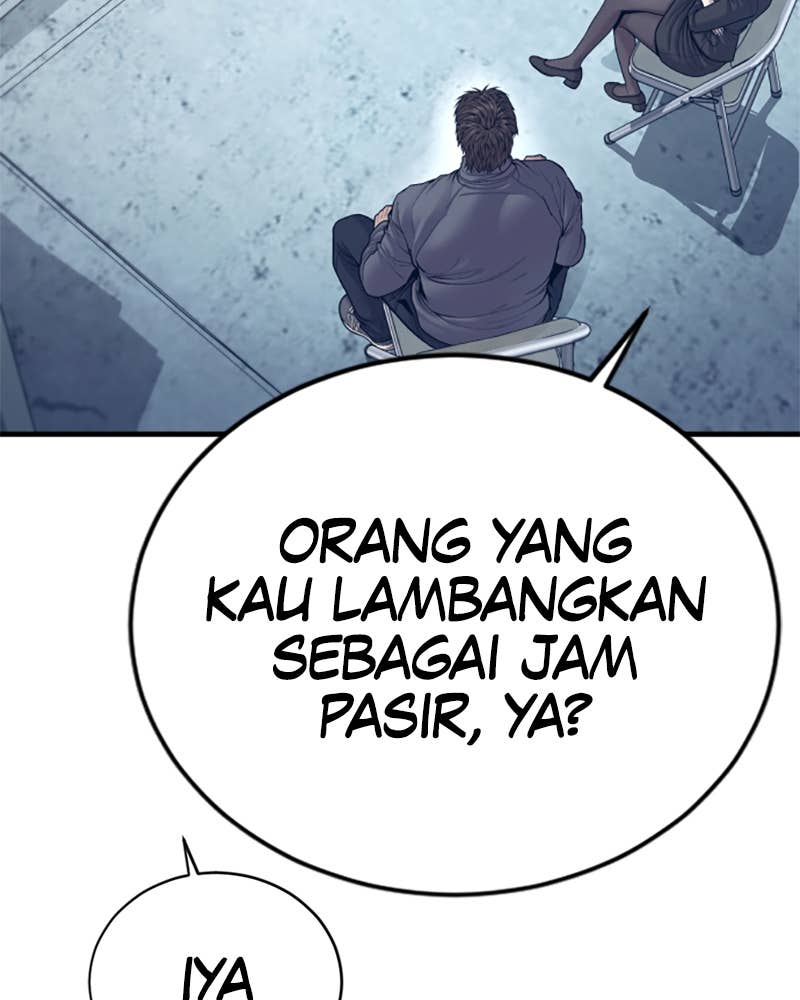 ORANG YANG
KAU LAMBANGKAN
SEBAGAI JAM
PASIR, YA?
IYA